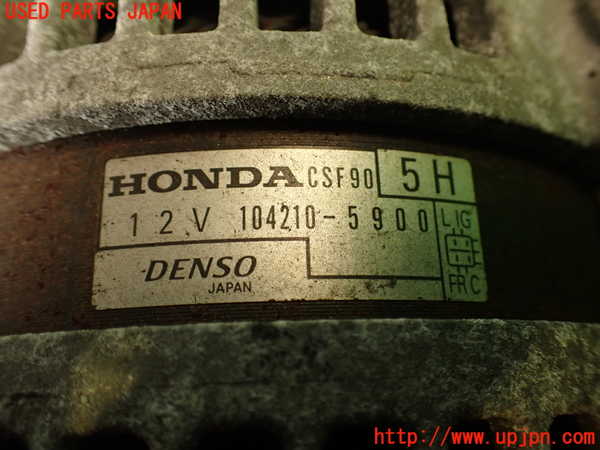 USED PARTS JAPAN
HONDA CSF90 5H
12V 104210-5900
L IG
E
FR C
DENSO
JAPAN
http://www.upjpn.com/